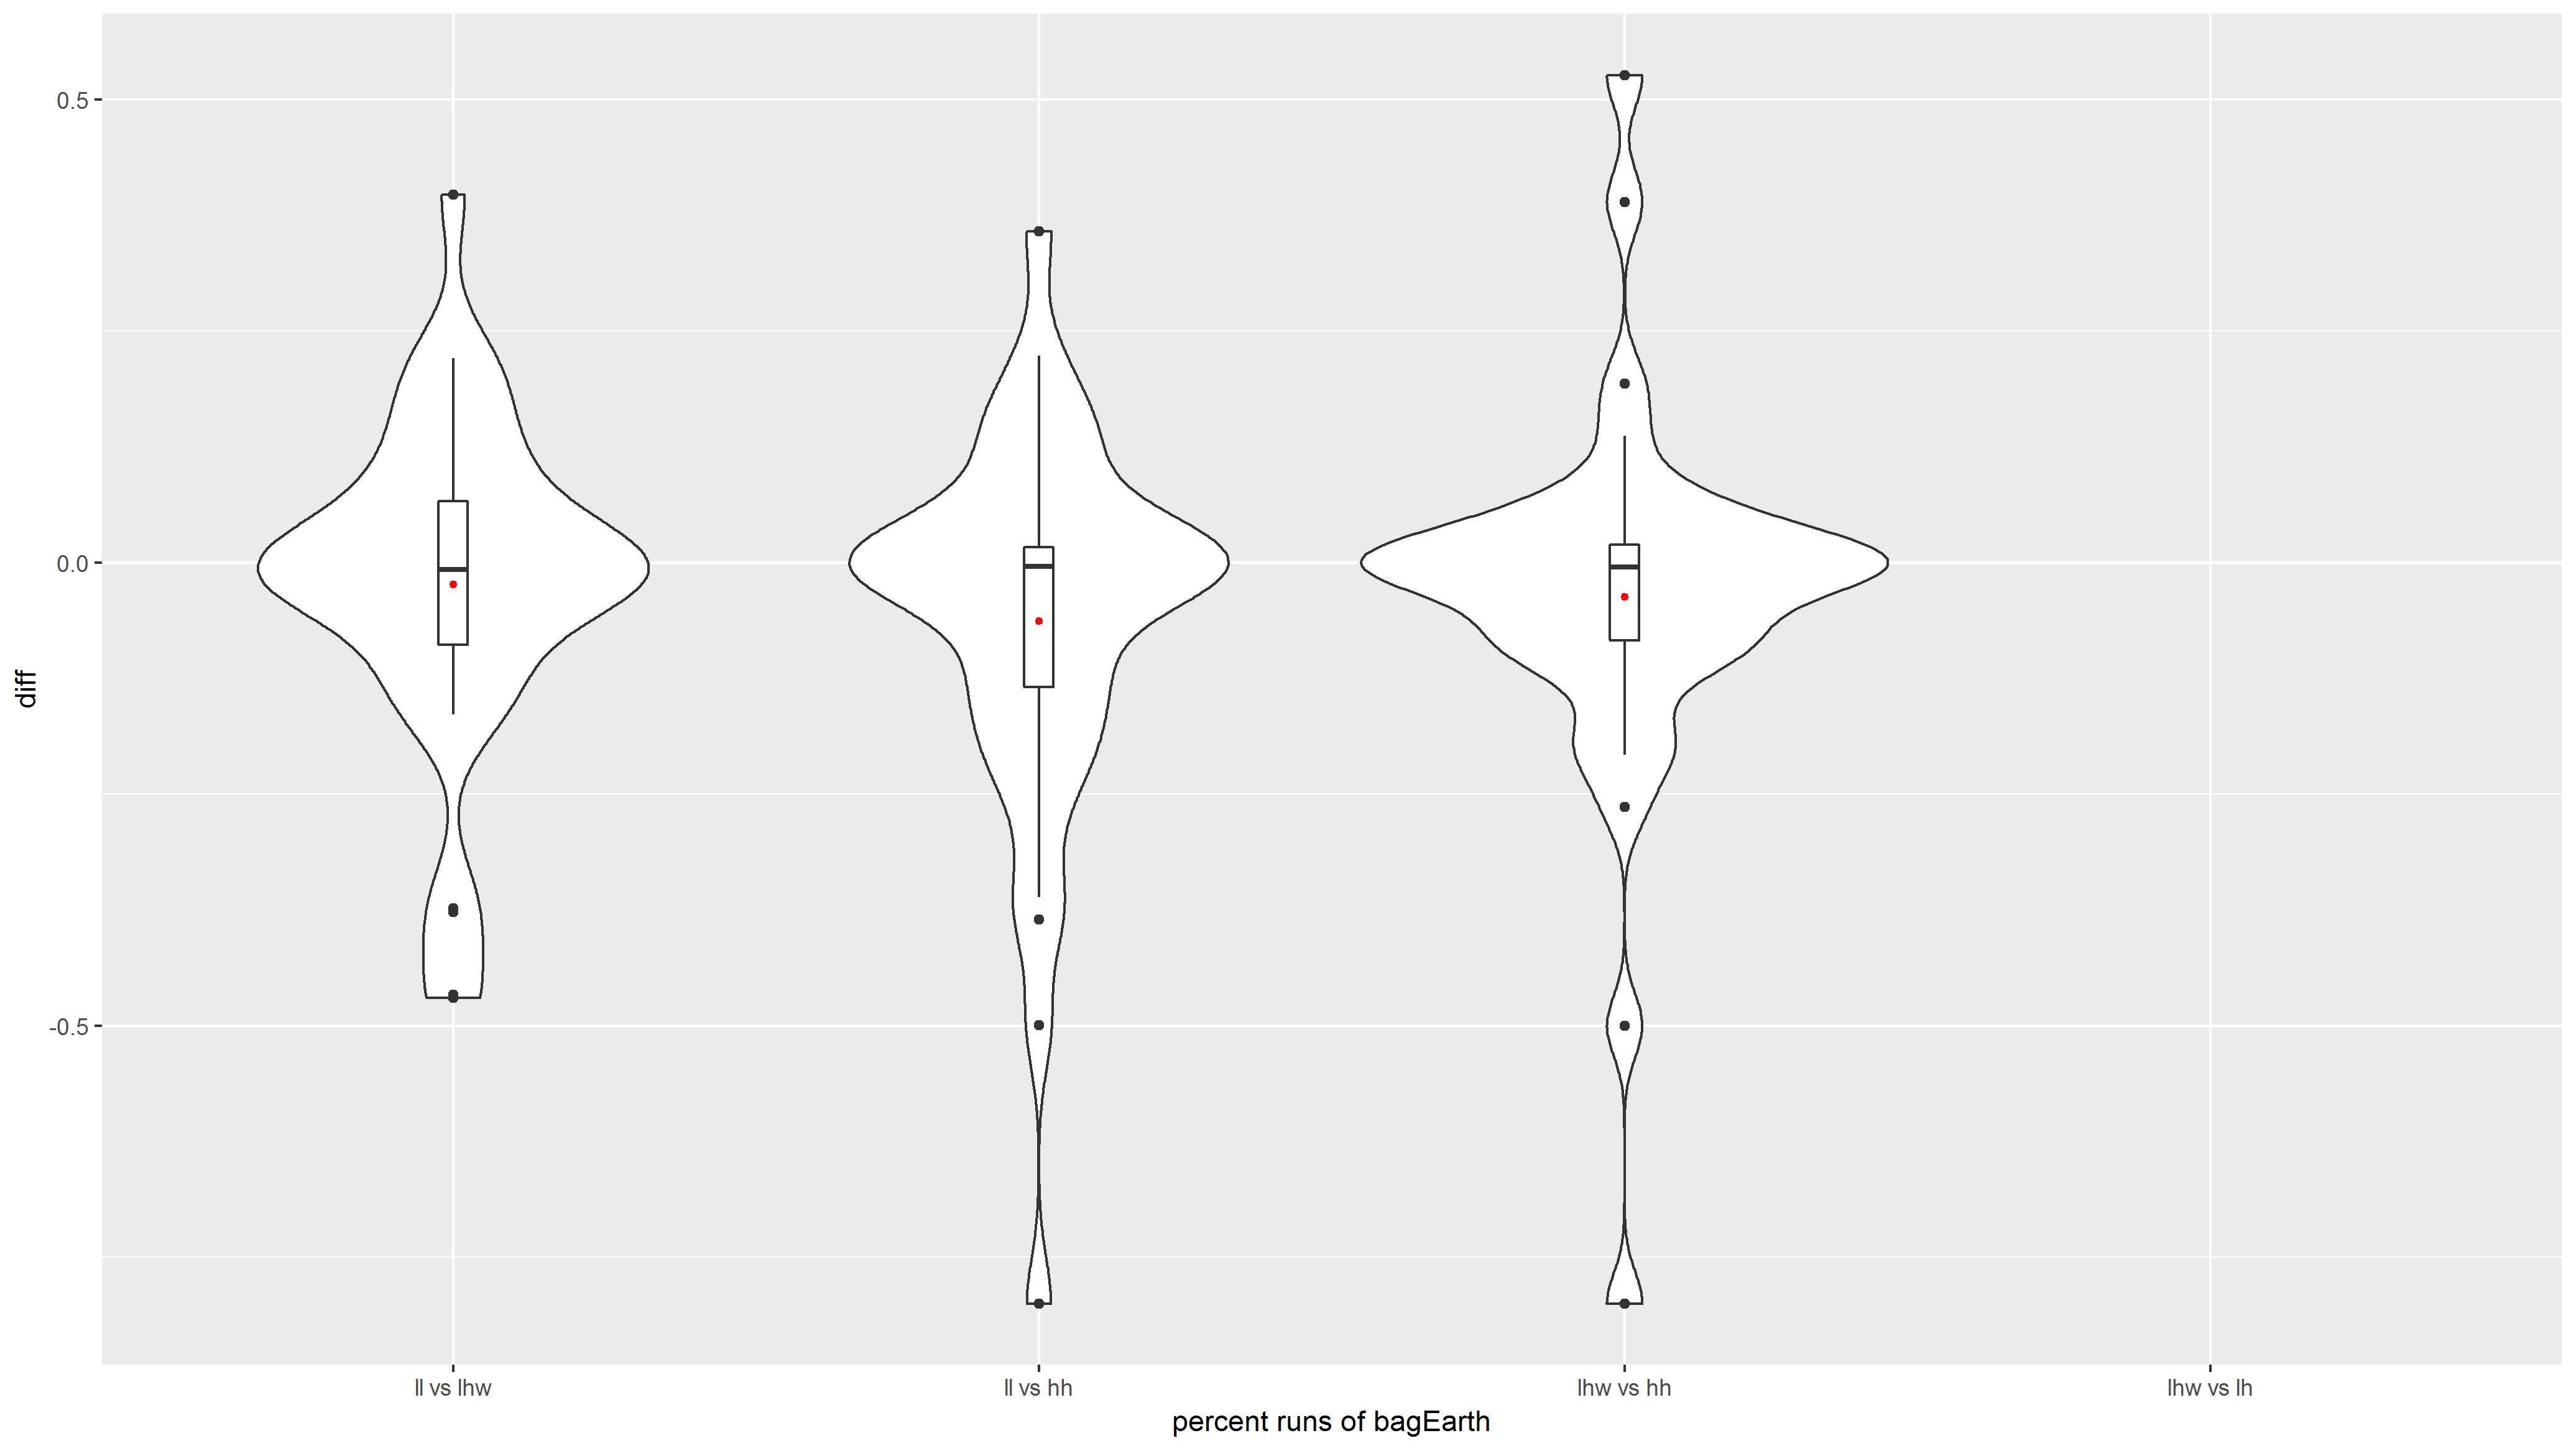 0.5
0.0
-0.5
diff
ll vs lhw
ll vs hh
lhw vs hh
lhw vs lh
percent runs of bagEarth